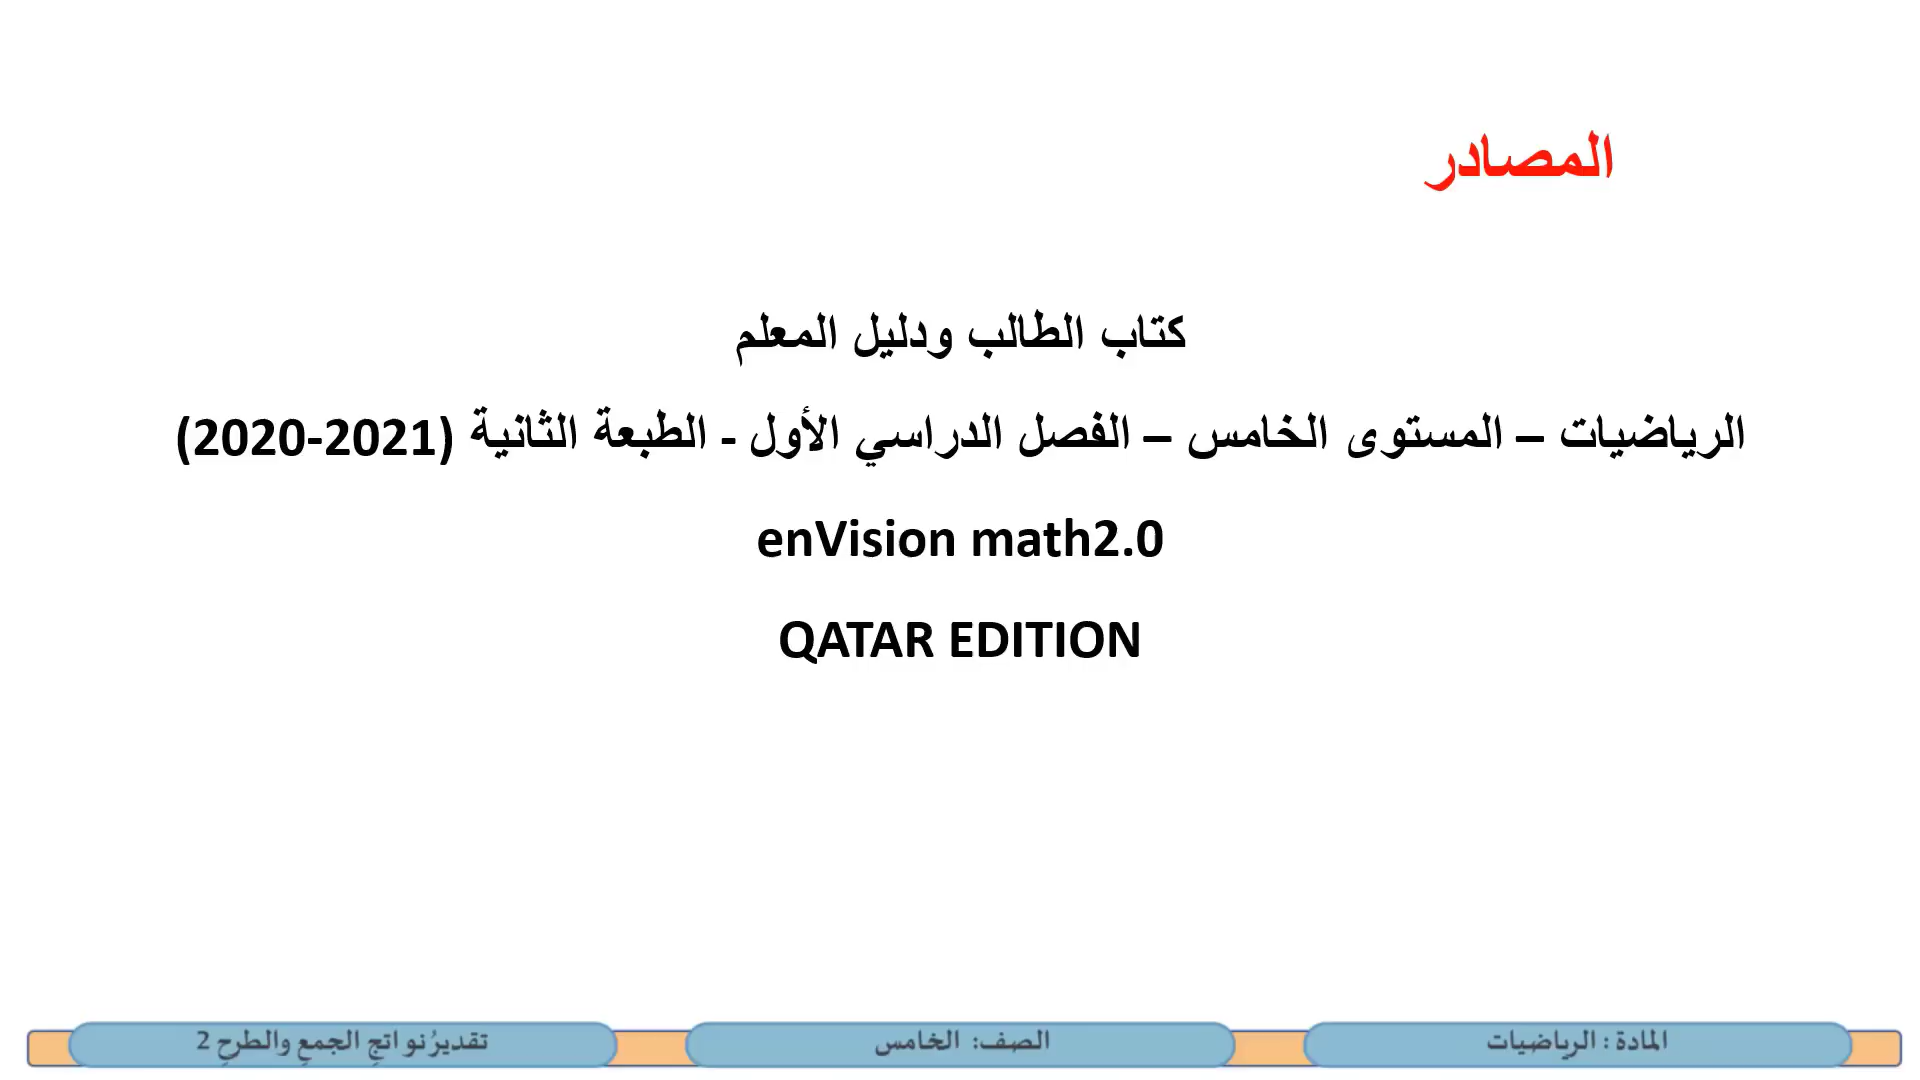 المصادر
كتاب الطالب ودليل المعلم
الرياضيات – المستوى الخامس – الفصل الدراسي الأول - الطبعة الثانية (2021-2020)
enVision math2.0
QATAR EDITION
المادة : الرياضيات
الصف: الخامس
تقديرُ نواتجِ الجمعِ والطرحِ 2